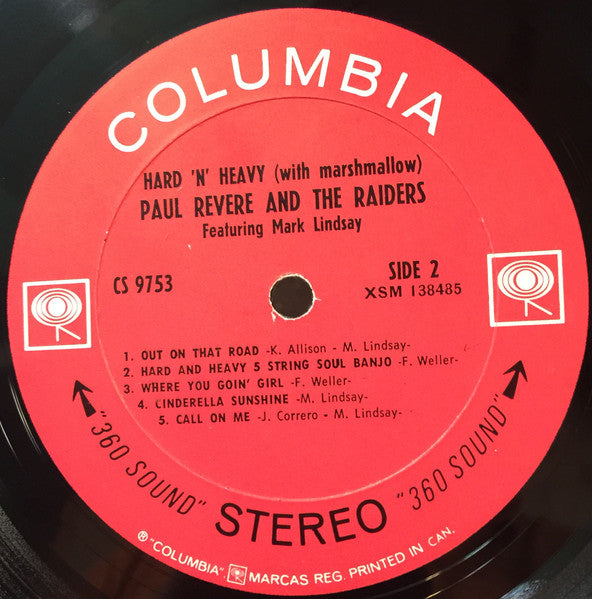 COLUMBIA
HARD 'N' HEAVY (with marshmallow)
PAUL REVERE AND THE RAIDERS
Featuring Mark Lindsay
CS 9753
SIDE 2
XSM 138485
1. OUT ON THAT ROAD -K. Allison - M. Lindsay-
2. HARD AND HEAVY 5 STRING SOUL BANJO -F. Weller-
3. WHERE YOU GOIN' GIRL -F. Weller-
4. CINDERELLA SUNSHINE -M. Lindsay-
5. CALL ON ME -J. Correro - M. Lindsay-
"360 SOUND" STEREO "360 SOUND"
® "COLUMBIA", MARCAS REG. PRINTED IN CAN.